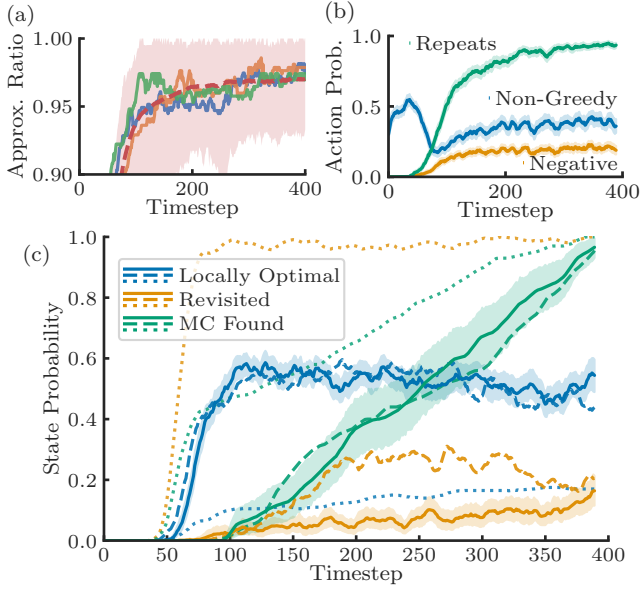 (a)
Approx. Ratio
1.00
0.95
0.90
0
200
400
Timestep
(b)
Action Prob.
1.0
0.5
0.0
Repeats
Non-Greedy
Negative
0
200
400
Timestep
(c)
State Probability
1.0
0.8
0.6
0.4
0.2
0.0
Locally Optimal
Revisited
MC Found
0 50 100 150 200 250 300 350 400
Timestep